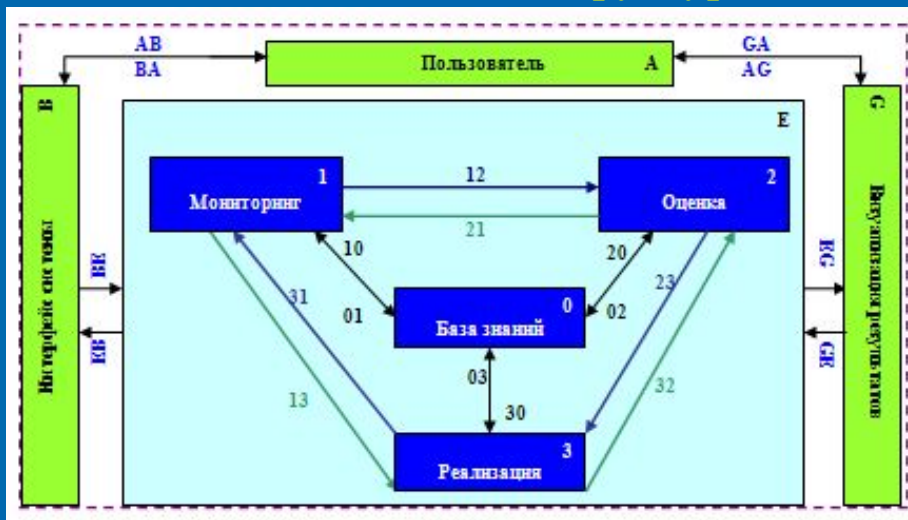 AB
BA
Пользователь
A
GA
AG
B
Интерфейс системы
G
Визуализация результатов
E
1
Мониторинг
12
21
2
Оценка
10
01
20
02
0
База знаний
31
13
23
32
03
30
3
Реализация
BE
EB
EG
GE